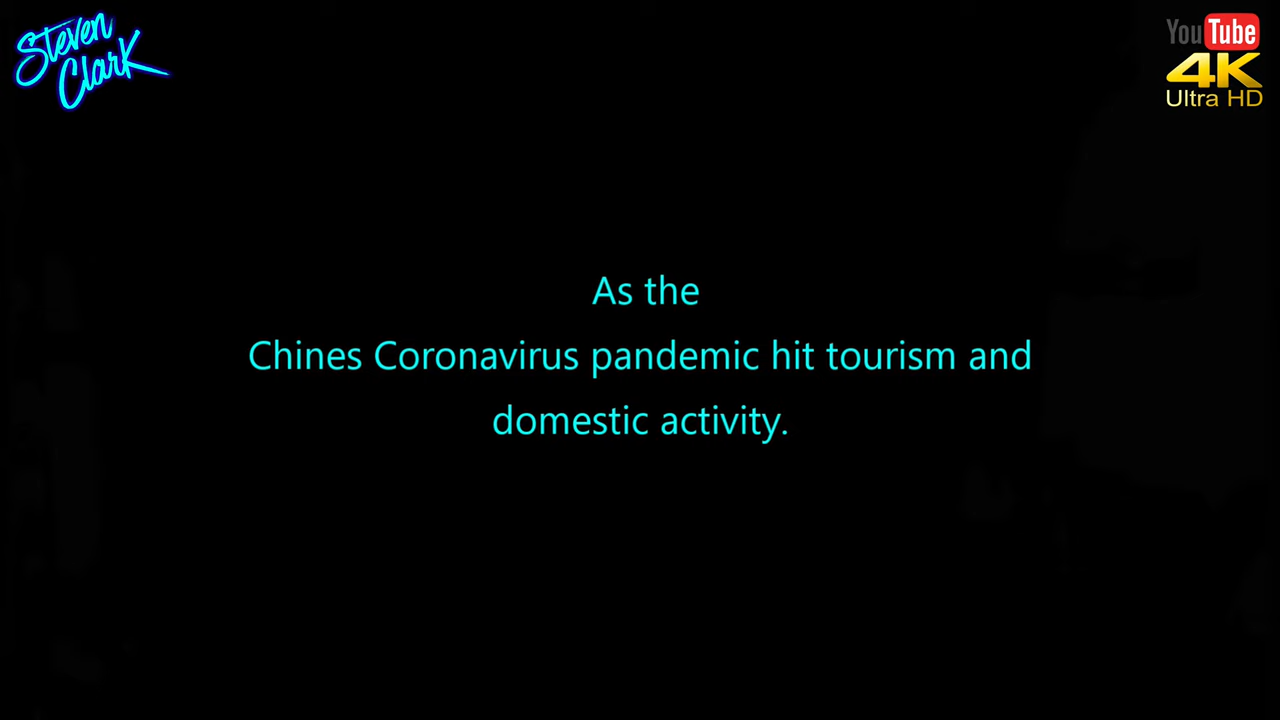 Steven
Clark
YouTube
4K
Ultra HD
As the
Chines Coronavirus pandemic hit tourism and
domestic activity.